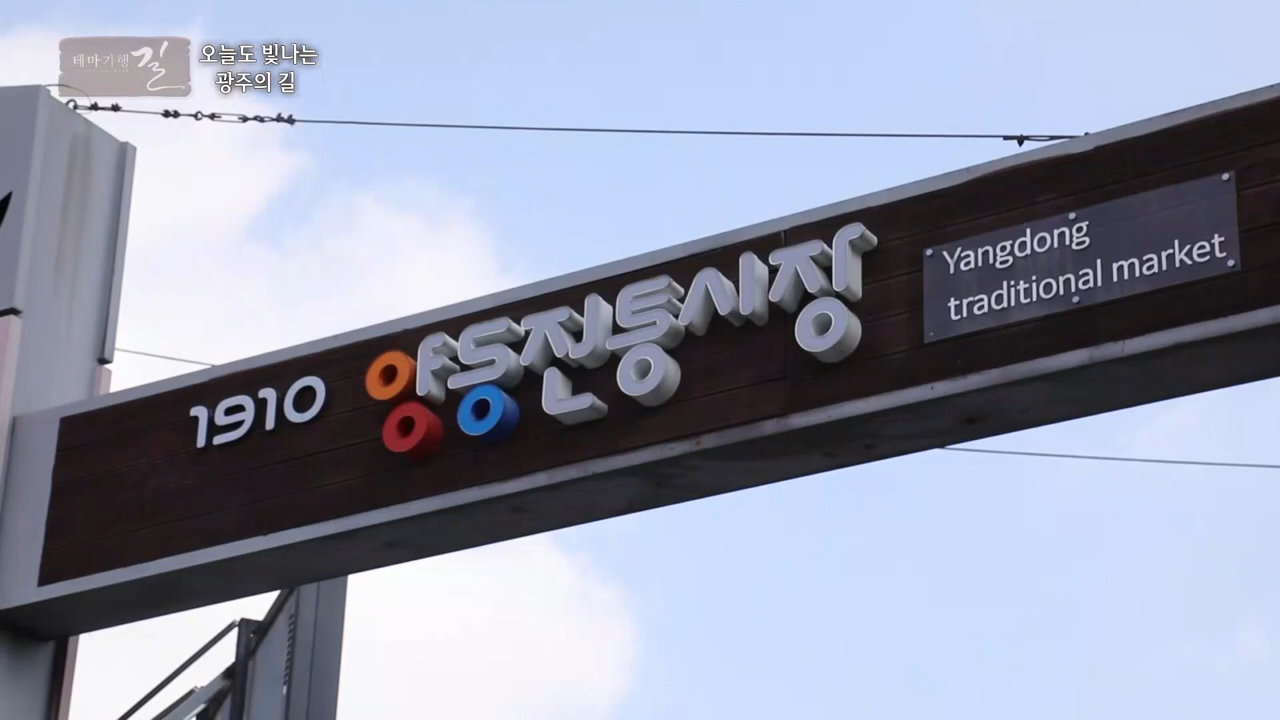 테마기행 길
오늘도 빛나는
광주의 길
1910 양동전통시장
Yangdong
traditional market